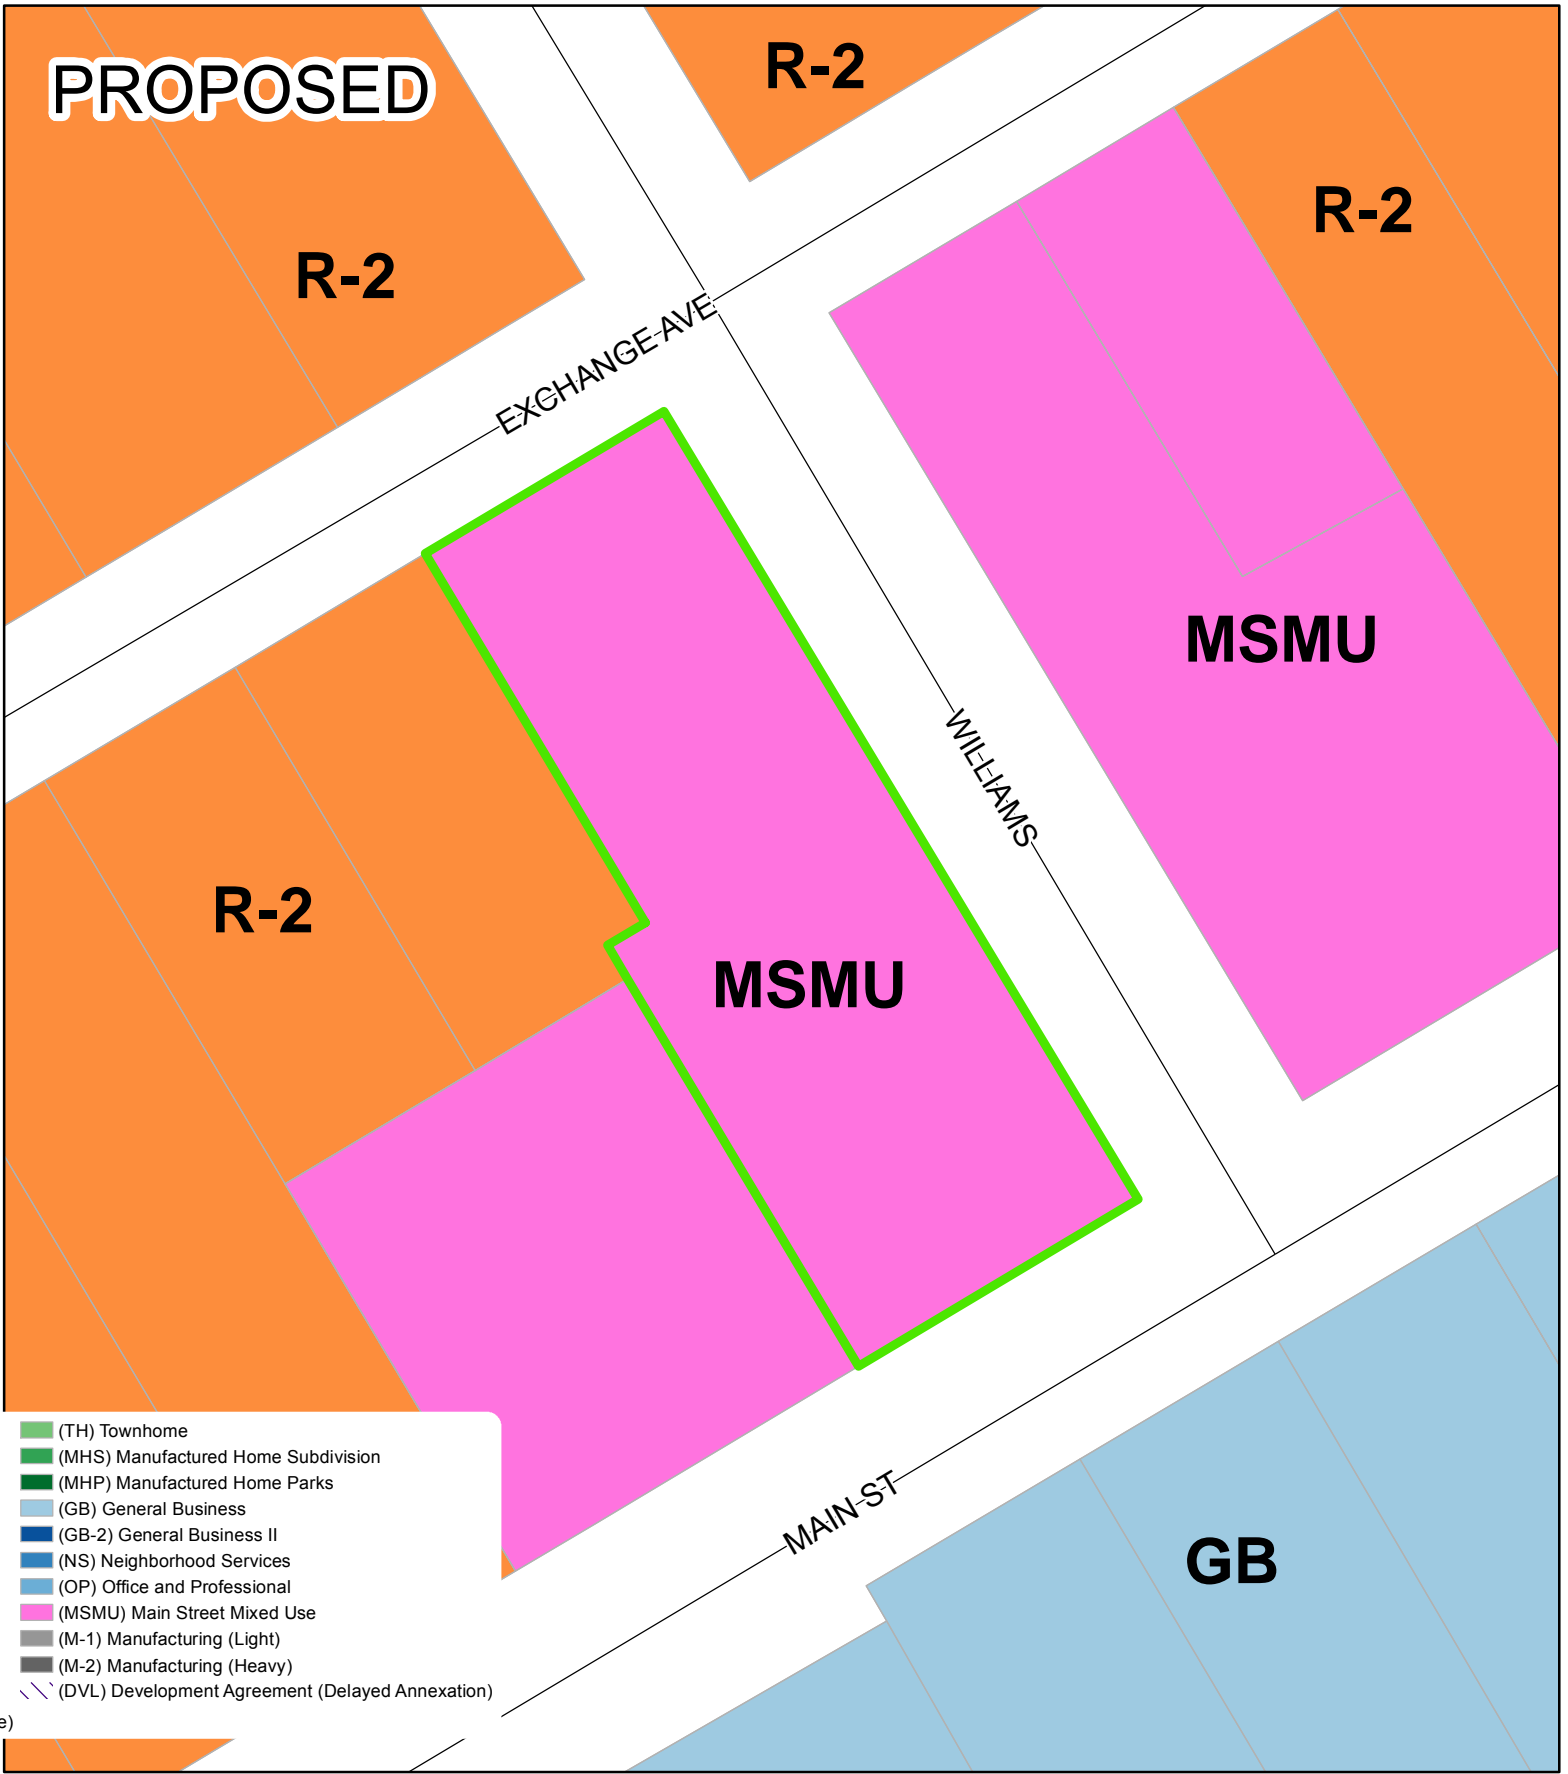 PROPOSED
R-2
R-2
R-2
EXCHANGE AVE
MSMU
WILLIAMS
R-2
MSMU
(TH) Townhome
(MHS) Manufactured Home Subdivision
(MHP) Manufactured Home Parks
(GB) General Business
(GB-2) General Business II
(NS) Neighborhood Services
(OP) Office and Professional
(MSMU) Main Street Mixed Use
(M-1) Manufacturing (Light)
(M-2) Manufacturing (Heavy)
(DVL) Development Agreement (Delayed Annexation)
e)
MAIN ST
GB